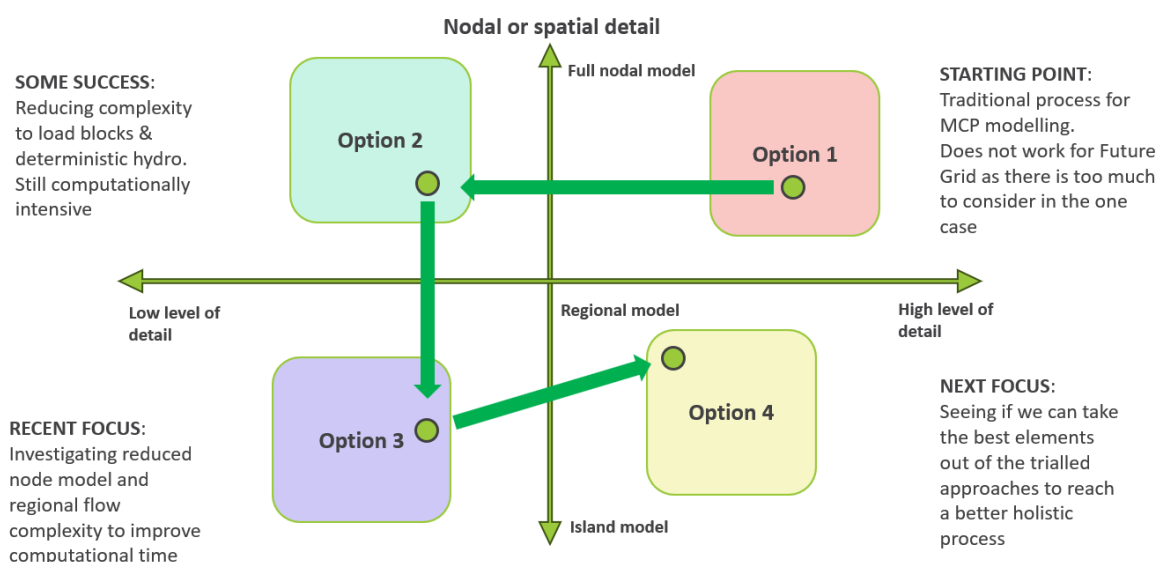 Nodal or spatial detail
SOME SUCCESS:
Reducing complexity
to load blocks &
deterministic hydro.
Still computationally
intensive
Option 2
Full nodal model
Option 1
STARTING POINT:
Traditional process for
MCP modelling.
Does not work for Future
Grid as there is too much
to consider in the one
case
Low level of
detail
Regional model
High level of
detail
RECENT FOCUS:
Investigating reduced
node model and
regional flow
complexity to improve
computational time
Option 3
Option 4
Island model
NEXT FOCUS:
Seeing if we can take
the best elements
out of the trialled
approaches to reach
a better holistic
process